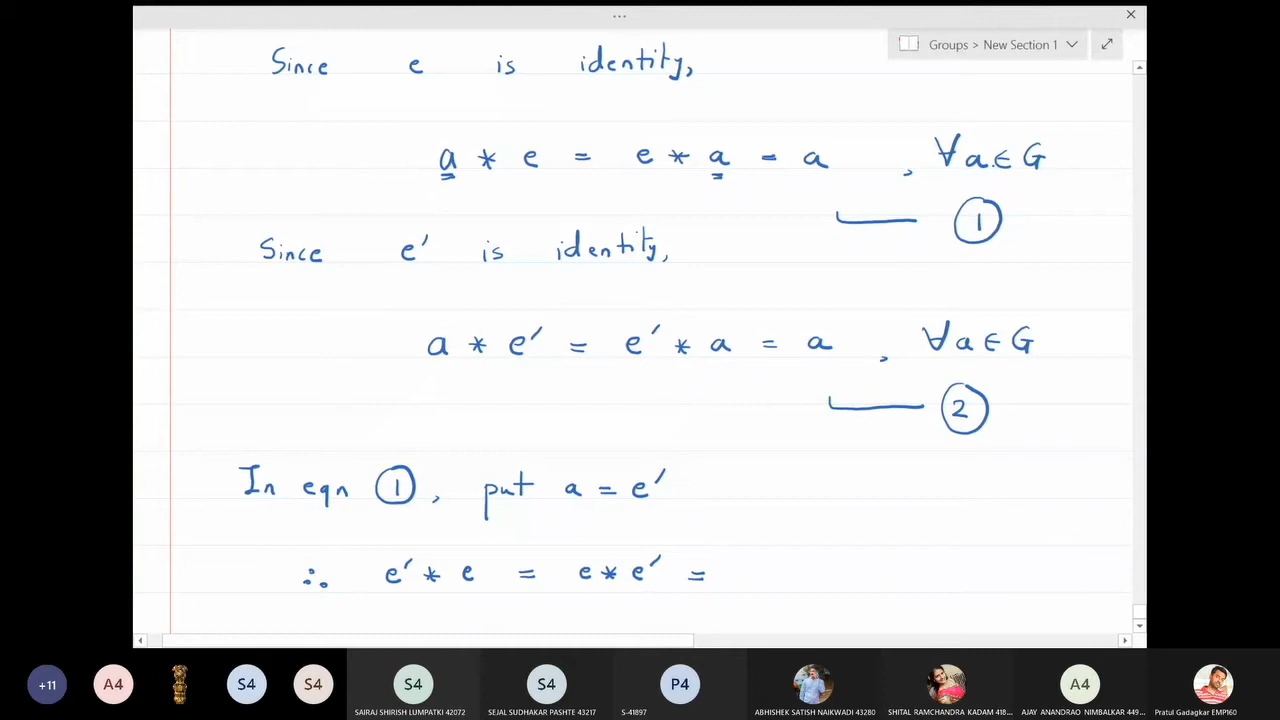 ...
Groups > New Section 1
Since e is identity,
a * e = e * a = a , ∀a∈G
①
Since e′ is identity,
a * e′ = e′ * a = a , ∀a∈G
②
In eqn ①, put a = e′
∴ e′ * e = e * e′ =
+11 A4 S4 S4 S4 S4 P4 A4
SAIRAJ SHIRISH LUMPATKI 42072 SEJAL SUDHAKAR PASHTE 43217 S-41897 ABHISHEK SATISH NAIKWADI 43280 SHITAL RAMCHANDRA KADAM 418... AJAY ANANDRAO NIMBALKAR 449... Pratul Gadagkar EMP160